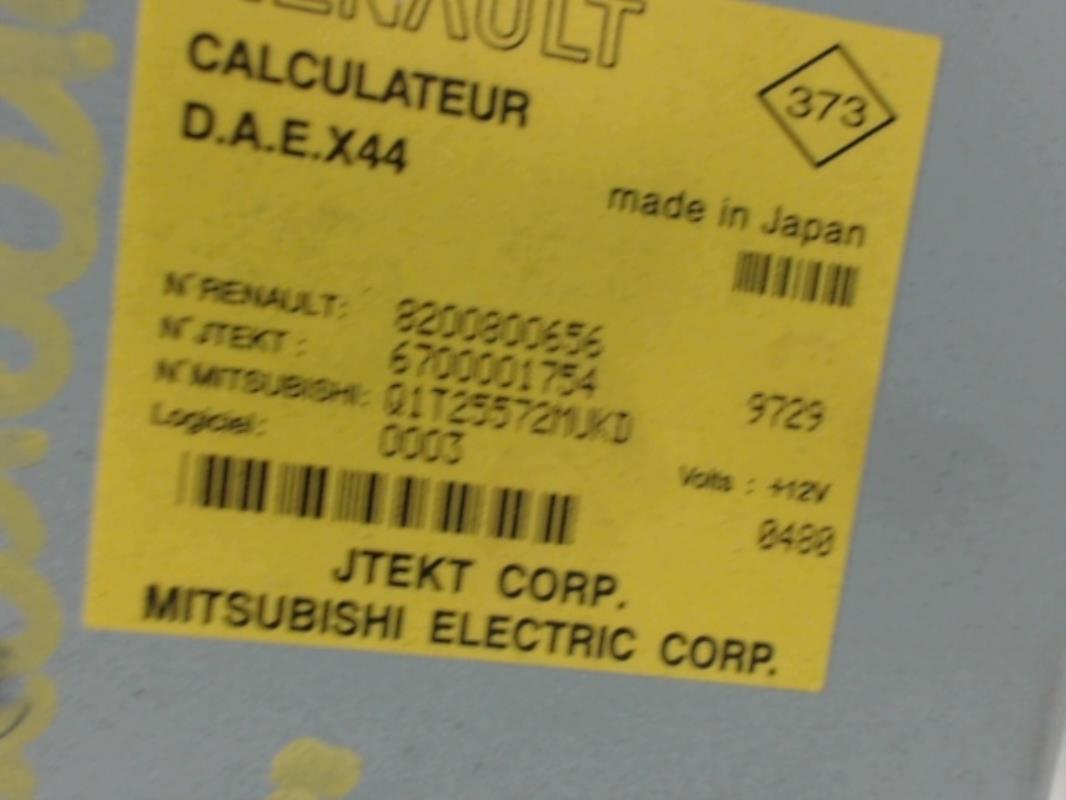 RENAULT
CALCULATEUR
D.A.E.X44
373
made in Japan
N°RENAULT: 8200800656
N°JTEKT : 6700001754
N°MITSUBISHI: Q1T25572MUKD
9729
Logiciel: 0003
Volts : +12V
0480
JTEKT CORP.
MITSUBISHI ELECTRIC CORP.